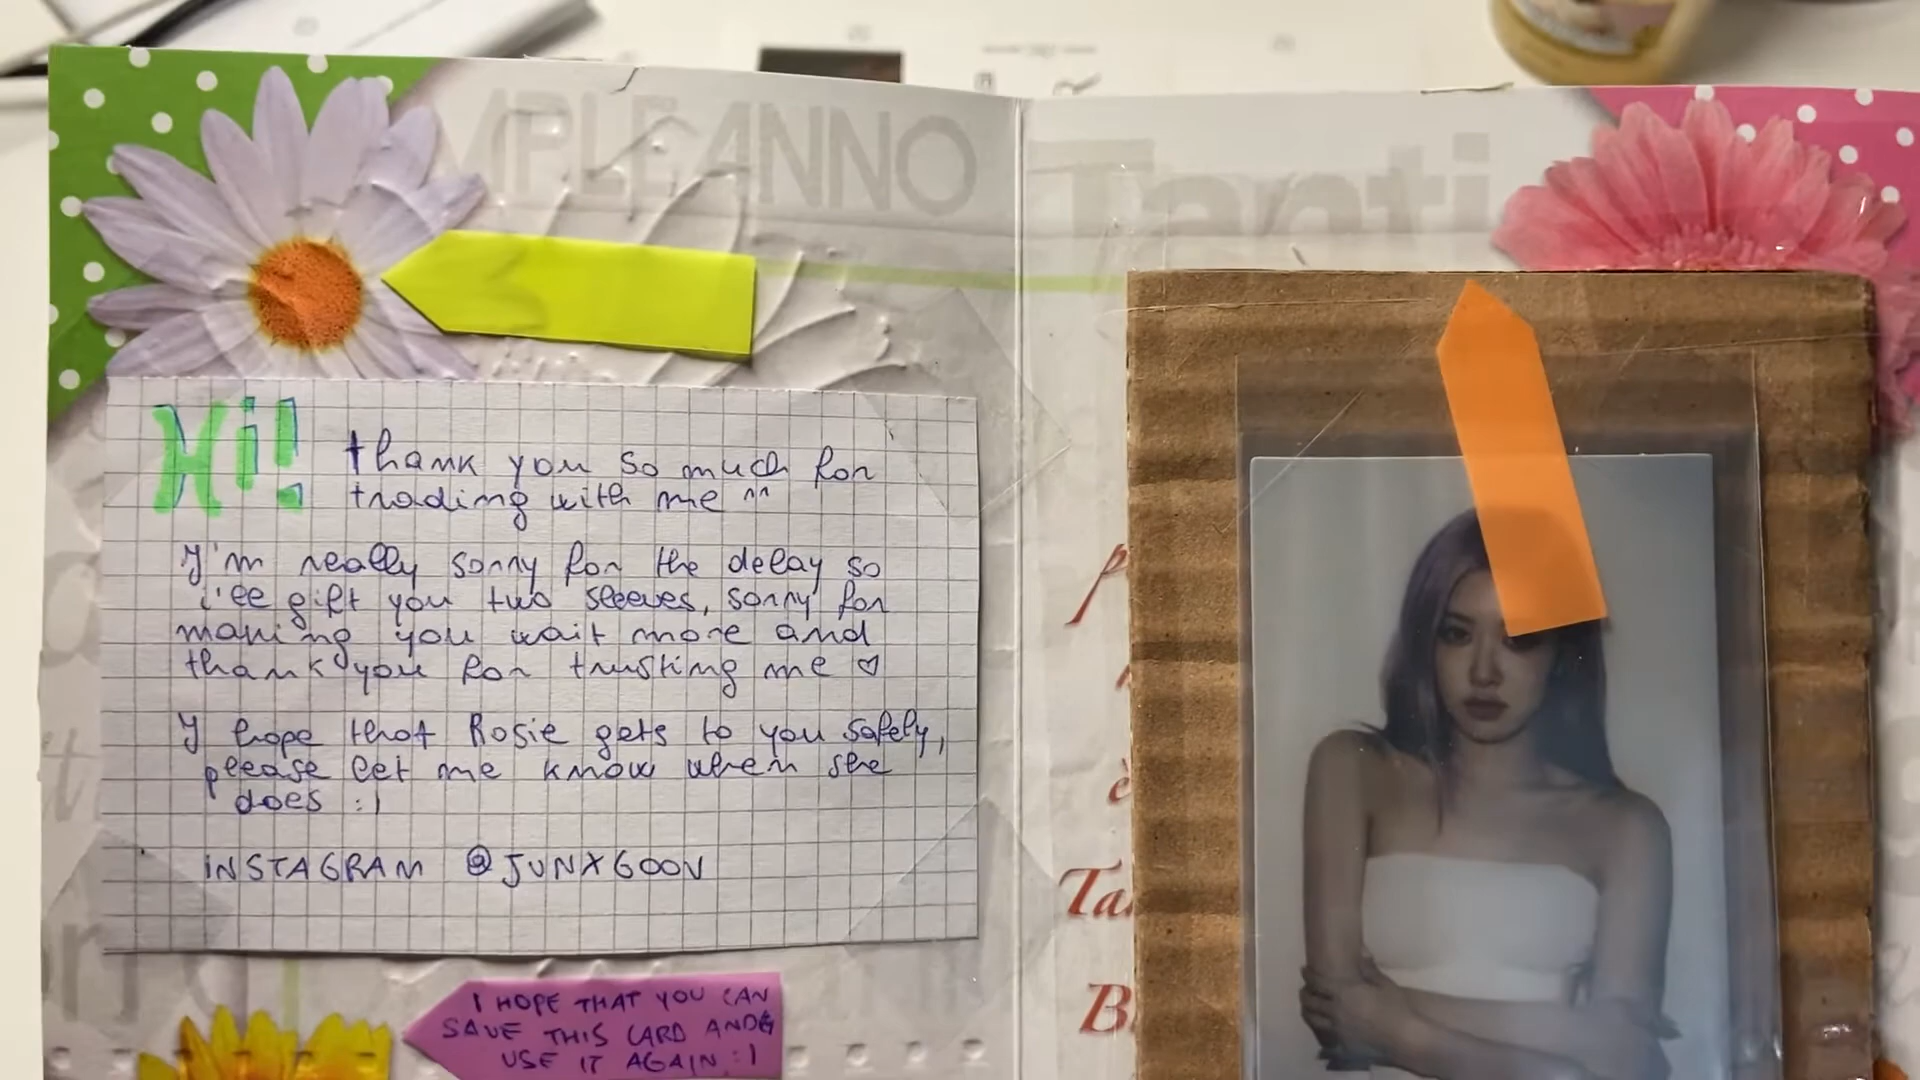 MPLEANNO
Tanti
Hi! thank you so much for
trading with me ^^
I'm really sorry for the delay so
i'll gift you two sleeves, sorry for
making you wait more and
thank you for trusting me ♡
I hope that Rosie gets to you safely,
please let me know when she
does :)
INSTAGRAM @JUNXGOOV
I HOPE THAT YOU CAN
SAVE THIS CARD AND
USE IT AGAIN :)
è
Ta
B